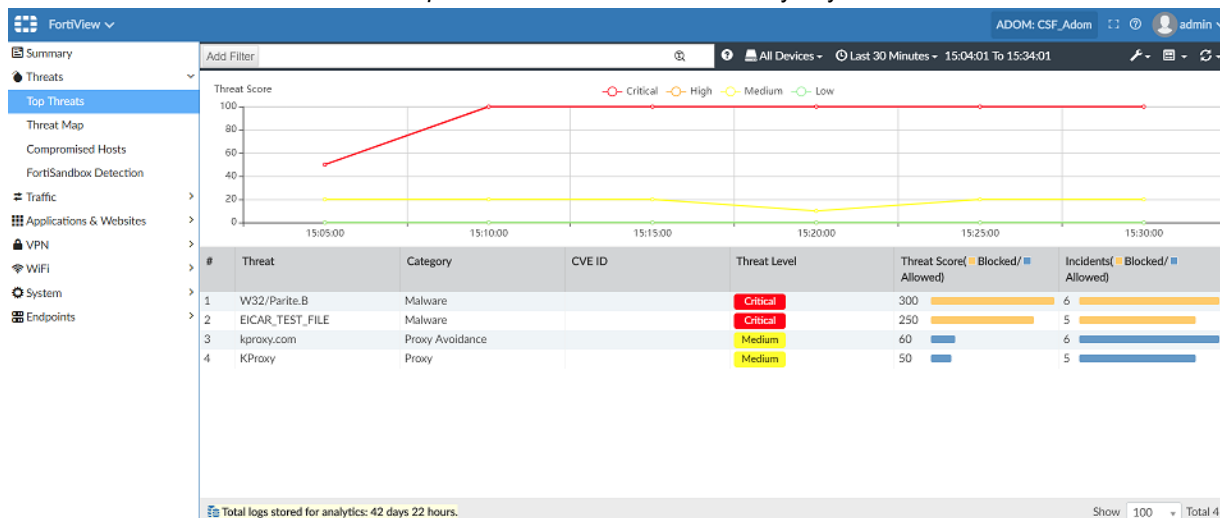 FortiView
ADOM: CSF_Adom
admin
Summary
Threats
Top Threats
Threat Map
Compromised Hosts
FortiSandbox Detection
Traffic
Applications & Websites
VPN
WiFi
System
Endpoints
Add Filter
All Devices
Last 30 Minutes
15:04:01 To 15:34:01
Threat Score
Critical High Medium Low
100
80
60
40
20
0
15:05:00 15:10:00 15:15:00 15:20:00 15:25:00 15:30:00
# Threat Category CVE ID Threat Level Threat Score( Blocked/ Allowed) Incidents( Blocked/ Allowed)
1 W32/Parite.B Malware Critical 300 6
2 EICAR_TEST_FILE Malware Critical 250 5
3 kproxy.com Proxy Avoidance Medium 60 6
4 KProxy Proxy Medium 50 5
Total logs stored for analytics: 42 days 22 hours.
Show 100 Total 4